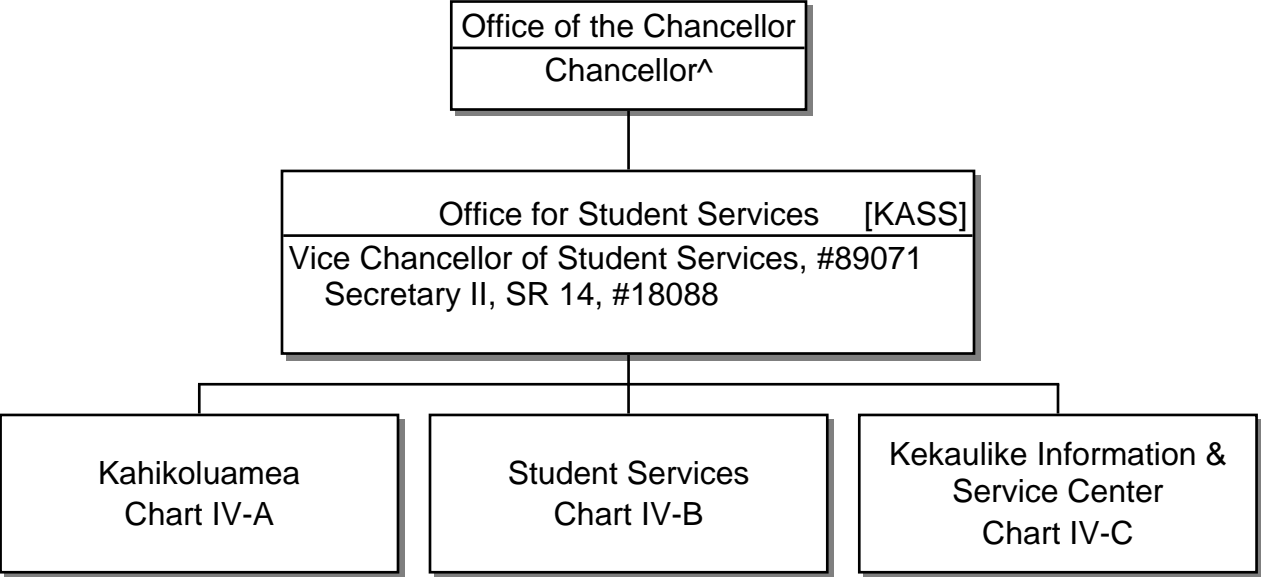 Office of the Chancellor
Chancellor^
Office for Student Services [KASS]
Vice Chancellor of Student Services, #89071
Secretary II, SR 14, #18088
Kahikoluamea
Chart IV-A
Student Services
Chart IV-B
Kekaulike Information &
Service Center
Chart IV-C